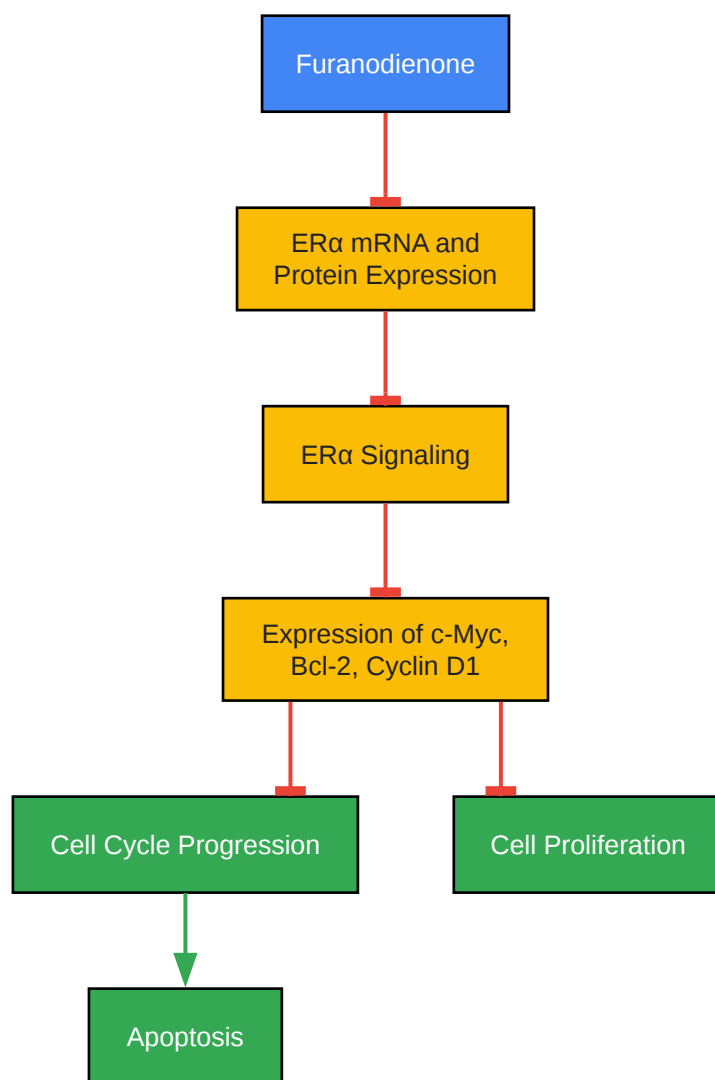 Furanodienone
ERα mRNA and
Protein Expression
ERα Signaling
Expression of c-Myc,
Bcl-2, Cyclin D1
Cell Cycle Progression
Cell Proliferation
Apoptosis